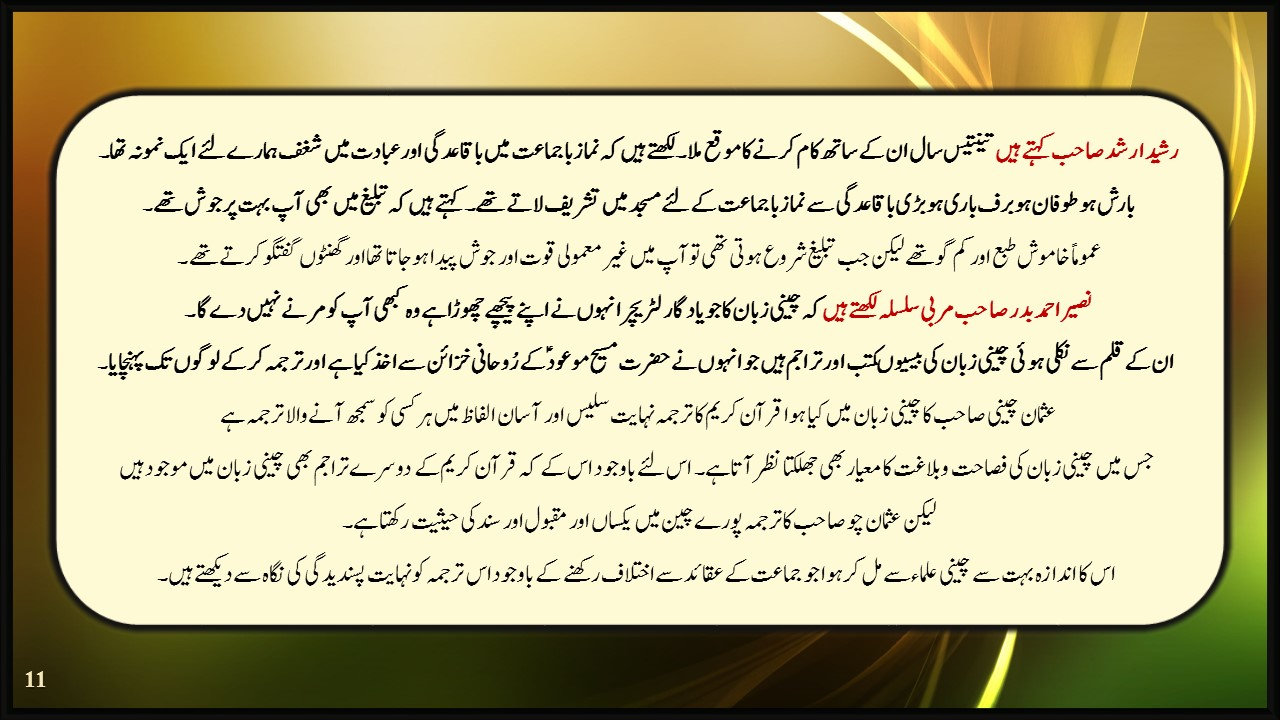 رشید ارشد صاحب کہتے ہیں تینتیس سال ان کے ساتھ کام کرنے کا موقع ملا۔ لکھتے ہیں کہ نماز باجماعت میں باقاعدگی اور عبادت میں شغف ہمارے لئے ایک نمونہ تھا۔
بارش ہو طوفان ہو برف باری ہو بڑی باقاعدگی سے نماز باجماعت کے لئے مسجد میں تشریف لاتے تھے۔ کہتے ہیں کہ تبلیغ میں بھی آپ بہت پرجوش تھے۔
عموماً خاموش طبع اور کم گو تھے لیکن جب تبلیغ شروع ہوتی تھی تو آپ میں غیر معمولی قوت اور جوش پیدا ہو جاتا تھا اور گھنٹوں گفتگو کرتے تھے۔
نصیر احمد بدر صاحب مربی سلسلہ لکھتے ہیں کہ چینی زبان کا جو یادگار لٹریچر انہوں نے اپنے پیچھے چھوڑا ہے وہ کبھی آپ کو مرنے نہیں دے گا۔
ان کے قلم سے نکلی ہوئی چینی زبان کی بیسیوں کتب اور تراجم ہیں جو انہوں نے حضرت مسیح موعودؑ کے رُوحانی خزائن سے اخذ کیا ہے اور ترجمہ کر کے لوگوں تک پہنچایا۔
عثمان چینی صاحب کا چینی زبان میں کیا ہوا قرآن کریم کا ترجمہ نہایت سلیس اور آسان الفاظ میں ہر کسی کو سمجھ آنے والا ترجمہ ہے
جس میں چینی زبان کی فصاحت و بلاغت کا معیار بھی جھلکتا نظر آتا ہے۔ اس لئے باوجود اس کے کہ قرآن کریم کے دوسرے تراجم بھی چینی زبان میں موجود ہیں
لیکن عثمان چو صاحب کا ترجمہ پورے چین میں یکساں اور مقبول اور سند کی حیثیت رکھتا ہے۔
اس کا اندازہ بہت سے چینی علماء سے مل کر ہوا جو جماعت کے عقائد سے اختلاف رکھنے کے باوجود اس ترجمہ کو نہایت پسندیدگی کی نگاہ سے دیکھتے ہیں۔
11